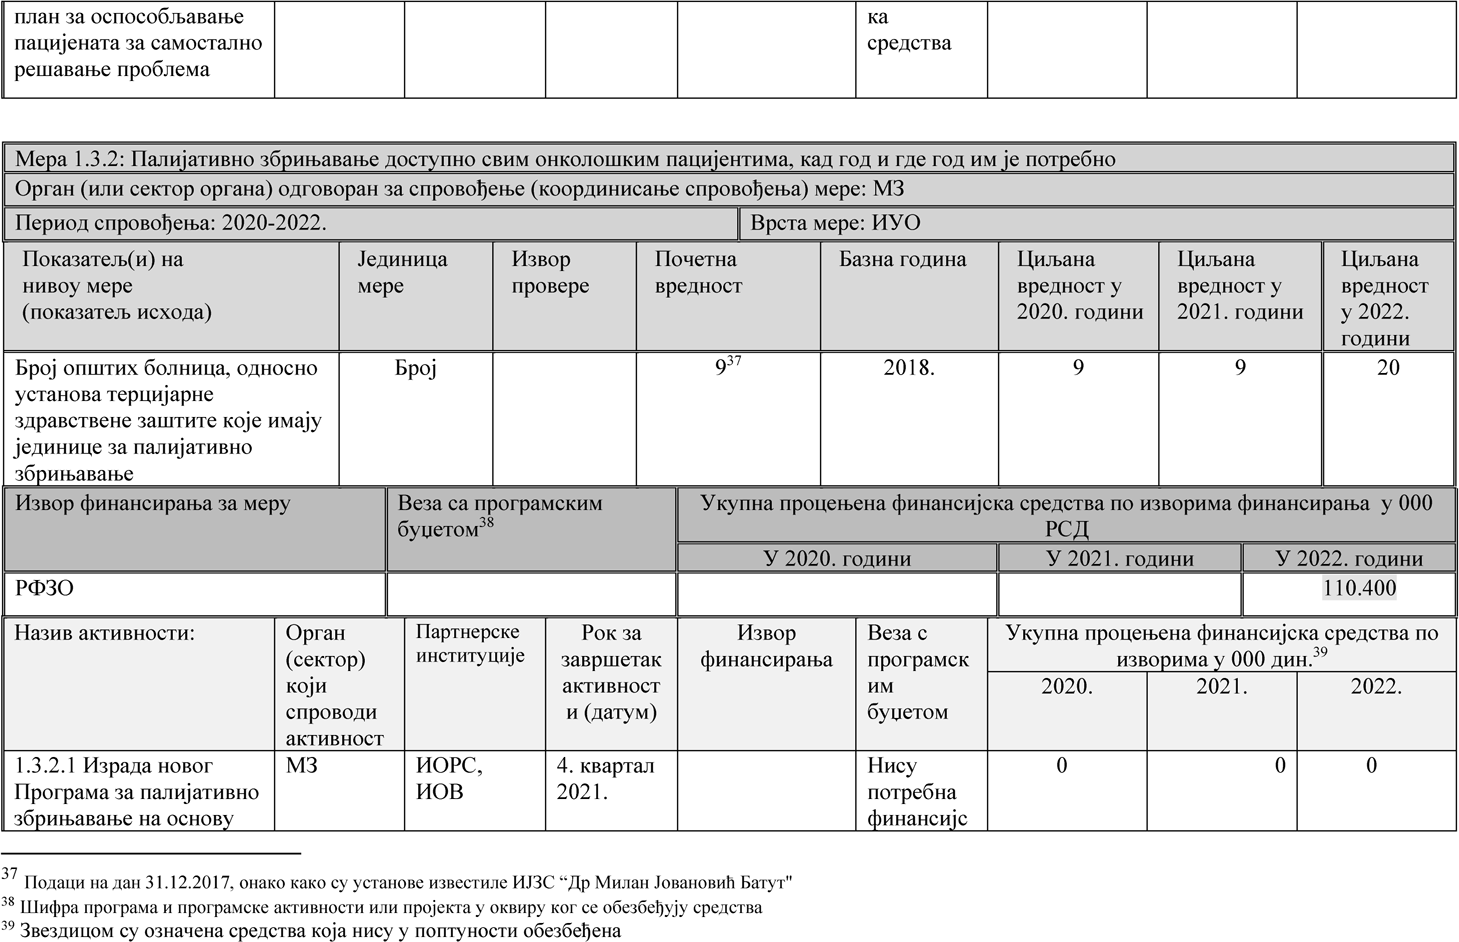 план за оспособљавање
пацијената за самостално
решавање проблема
ка
средства
Мера 1.3.2: Палијативно збрињавање доступно свим онколошким пацијентима, кад год и где год им је потребно
Орган (или сектор органа) одговоран за спровођење (координисање спровођења) мере: МЗ
Период спровођења: 2020-2022.
Врста мере: ИУО
Показатељ(и) на
нивоу мере
(показатељ исхода)
Јединица
мере
Извор
провере
Почетна
вредност
Базна година
Циљана
вредност у
2020. години
Циљана
вредност у
2021. години
Циљана
вредност
у 2022.
години
Број општих болница, односно
установа терцијарне
здравствене заштите које имају
јединице за палијативно
збрињавање
Број
9³⁷
2018.
9
9
20
Извор финансирања за меру
Веза са програмским
буџетом³⁸
Укупна процењена финансијска средства по изворима финансирања у 000
РСД
У 2020. години
У 2021. години
У 2022. години
РФЗО
110.400
Назив активности:
Орган
(сектор)
који
спроводи
активност
Партнерске
институције
Рок за
завршетак
активност
и (датум)
Извор
финансирања
Веза с
програмск
им
буџетом
Укупна процењена финансијска средства по
изворима у 000 дин.³⁹
2020.
2021.
2022.
1.3.2.1 Израда новог
Програма за палијативно
збрињавање на основу
МЗ
ИОРС,
ИОВ
4. квартал
2021.
Нису
потребна
финансијс
0
0
0
³⁷ Подаци на дан 31.12.2017, онако како су установе известиле ИЈЗС “Др Милан Јовановић Батут"
³⁸ Шифра програма и програмске активности или пројекта у оквиру ког се обезбеђују средства
³⁹ Звездицом су означена средства која нису у поптуности обезбеђена